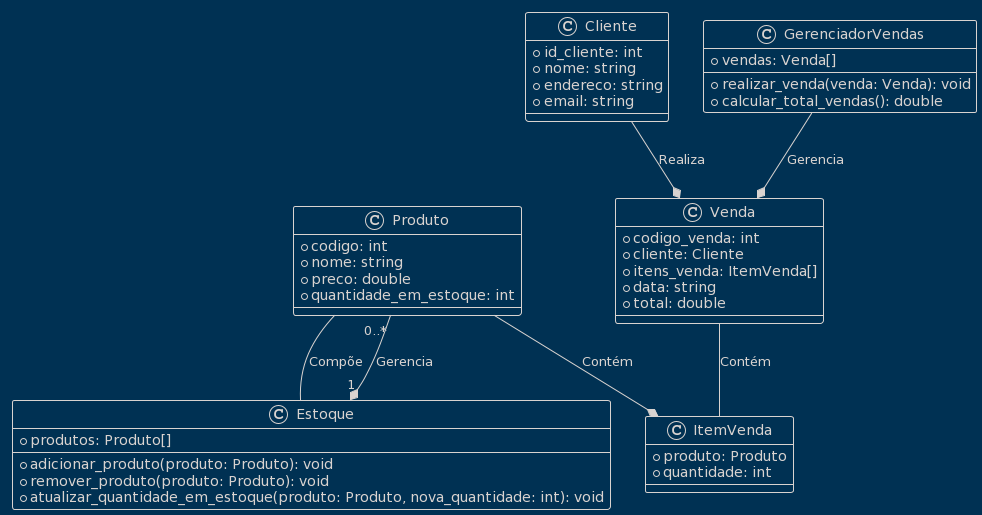 C Cliente
id_cliente: int
nome: string
endereco: string
email: string
C GerenciadorVendas
vendas: Venda[]
realizar_venda(venda: Venda): void
calcular_total_vendas(): double
Realiza
Gerencia
C Produto
codigo: int
nome: string
preco: double
quantidade_em_estoque: int
C Venda
codigo_venda: int
cliente: Cliente
itens_venda: ItemVenda[]
data: string
total: double
0..*
Compõe
Gerencia
Contém
Contém
1
C Estoque
produtos: Produto[]
adicionar_produto(produto: Produto): void
remover_produto(produto: Produto): void
atualizar_quantidade_em_estoque(produto: Produto, nova_quantidade: int): void
C ItemVenda
produto: Produto
quantidade: int